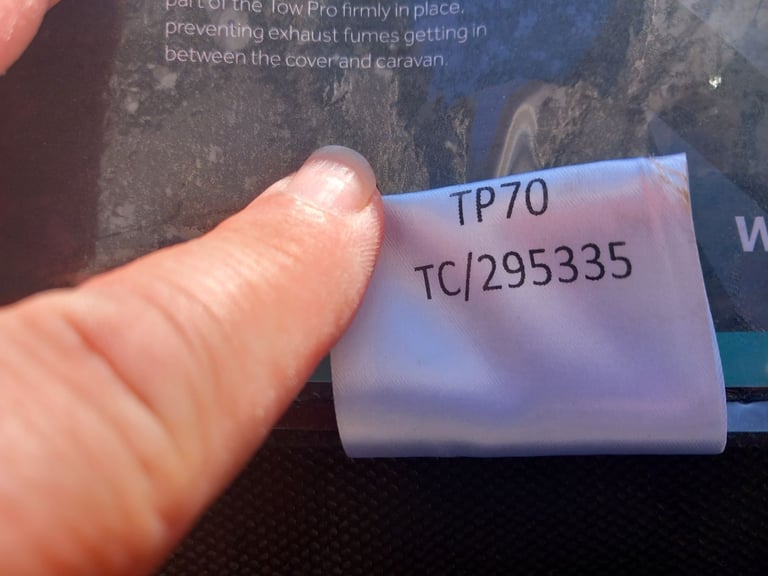 part of the Tow Pro firmly in place,
preventing exhaust fumes getting in
between the cover and caravan.
TP70
TC/295335
W